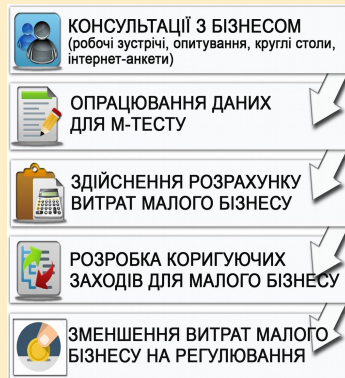 КОНСУЛЬТАЦІЇ З БІЗНЕСОМ
(робочі зустрічі, опитування, круглі столи,
інтернет-анкети)
ОПРАЦЮВАННЯ ДАНИХ
ДЛЯ М-ТЕСТУ
ЗДІЙСНЕННЯ РОЗРАХУНКУ
ВИТРАТ МАЛОГО БІЗНЕСУ
РОЗРОБКА КОРИГУЮЧИХ
ЗАХОДІВ ДЛЯ МАЛОГО БІЗНЕСУ
ЗМЕНШЕННЯ ВИТРАТ МАЛОГО
БІЗНЕСУ НА РЕГУЛЮВАННЯ